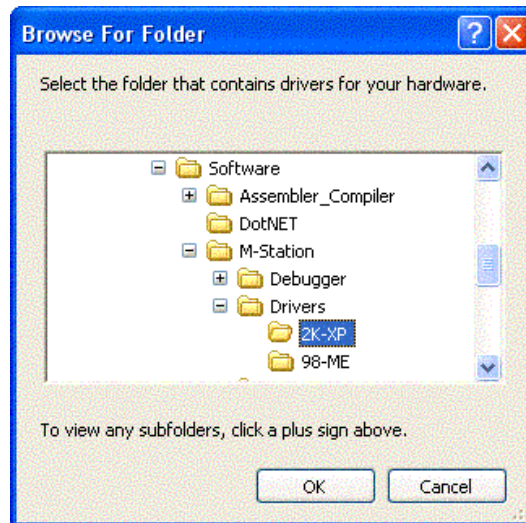 Browse For Folder
Select the folder that contains drivers for your hardware.
Software
Assembler_Compiler
DotNET
M-Station
Debugger
Drivers
2K-XP
98-ME
To view any subfolders, click a plus sign above.
OK Cancel